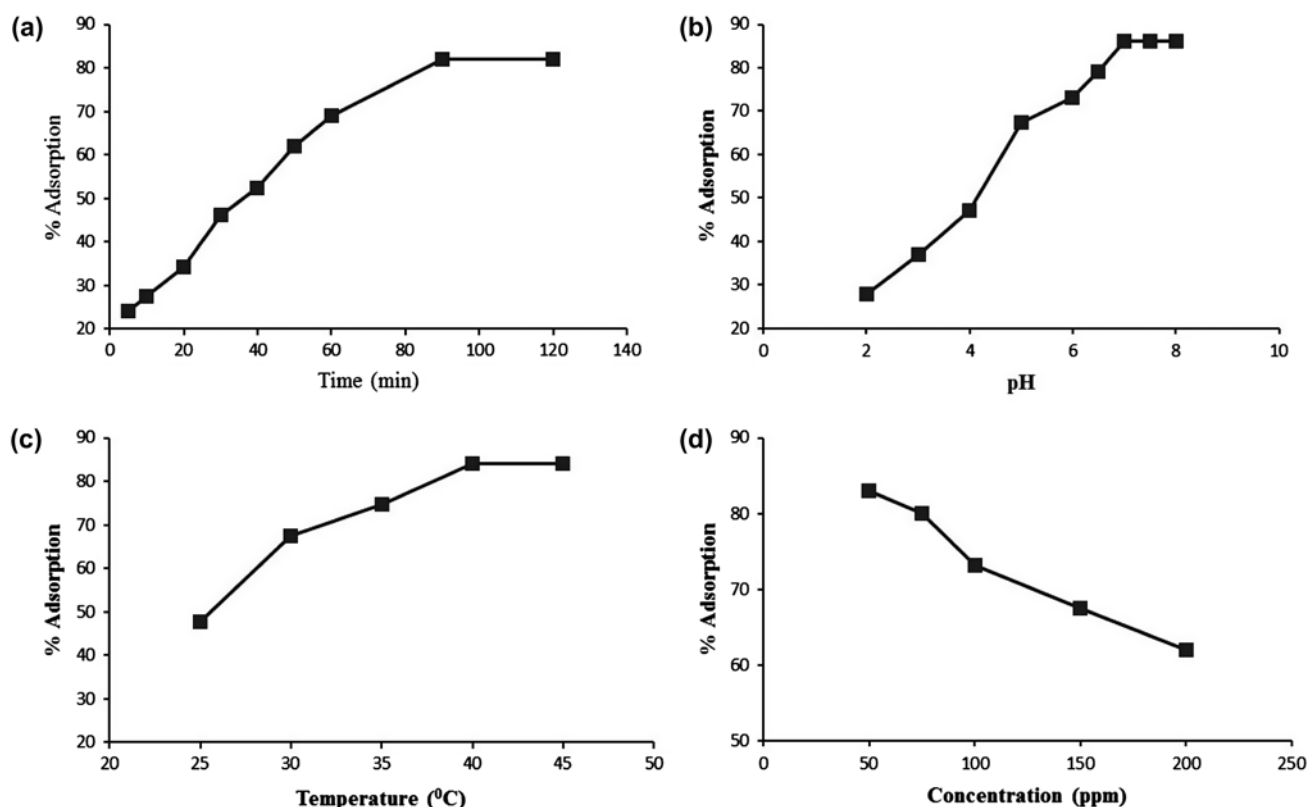 (a)
90
80
70
60
50
40
30
20
% Adsorption
0 20 40 60 80 100 120 140
Time (min)
(b)
90
80
70
60
50
40
30
20
% Adsorption
0 2 4 6 8 10
pH
(c)
90
80
70
60
50
40
30
20
% Adsorption
20 25 30 35 40 45 50
Temperature (⁰C)
(d)
90
80
70
60
50
% Adsorption
0 50 100 150 200 250
Concentration (ppm)